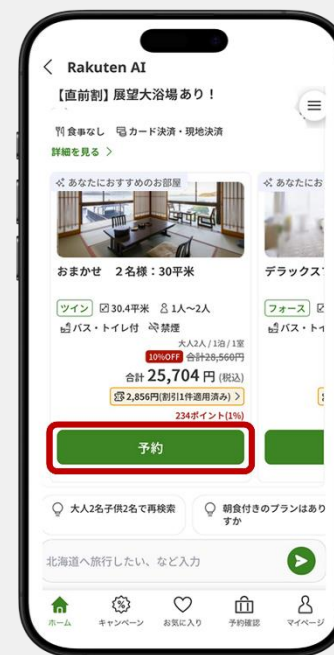 Rakuten AI
【直前割】展望大浴場あり！
食事なし カード決済・現地決済
詳細を見る
あなたにおすすめのお部屋
あなたにお
おまかせ 2名様：30平米
デラックス
ツイン 30.4平米 1人〜2人
フォース
バス・トイレ付 禁煙
バス・トイ
大人2人 / 1泊 / 1室
10%OFF 合計28,560円
合計 25,704 円 (税込)
2,856円(割引1件適用済み)
234ポイント(1%)
予約
大人2名子供2名で再検索
朝食付きのプランはあり
すか
北海道へ旅行したい、など入力
ホーム
キャンペーン
お気に入り
予約確認
マイページ